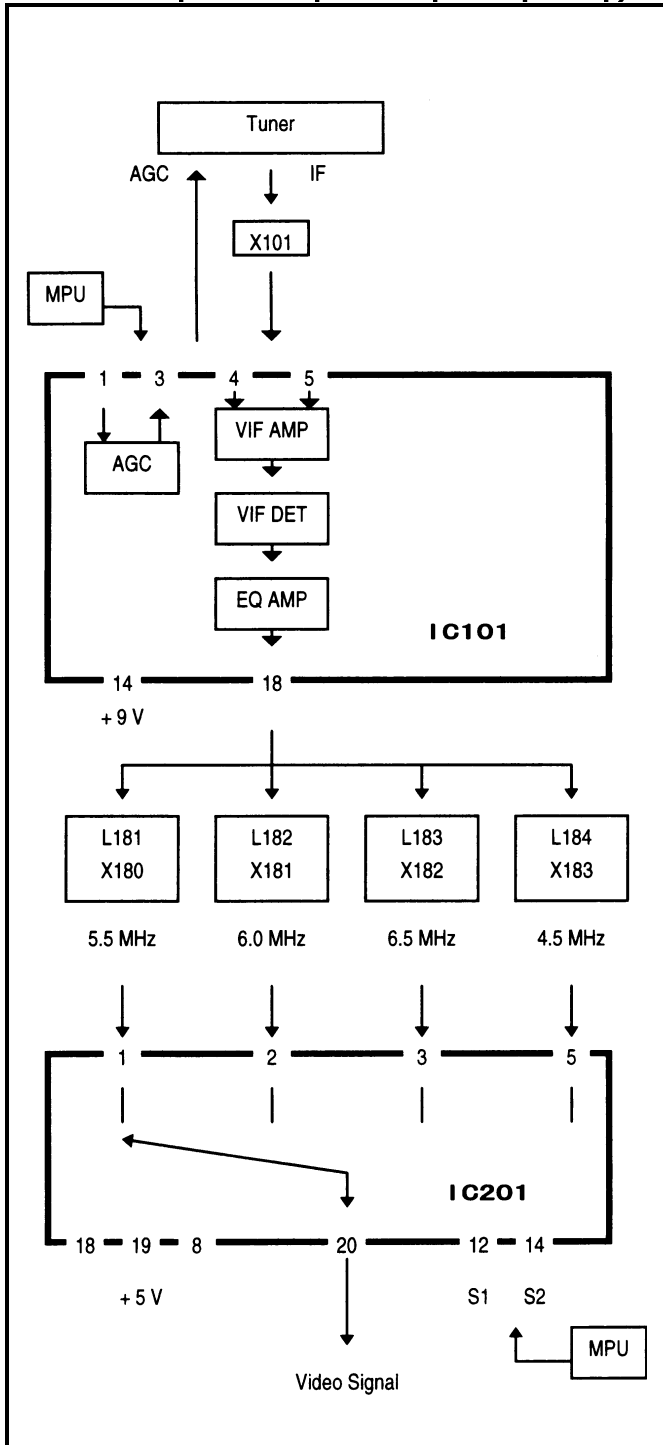 Tuner
AGC IF
X101
MPU
1 3 4 5
VIF AMP
AGC
VIF DET
EQ AMP
IC101
14 18
+ 9 V
L181 L182 L183 L184
X180 X181 X182 X183
5.5 MHz 6.0 MHz 6.5 MHz 4.5 MHz
1 2 3 5
IC201
18 19 8 20 12 14
+ 5 V S1 S2
MPU
Video Signal